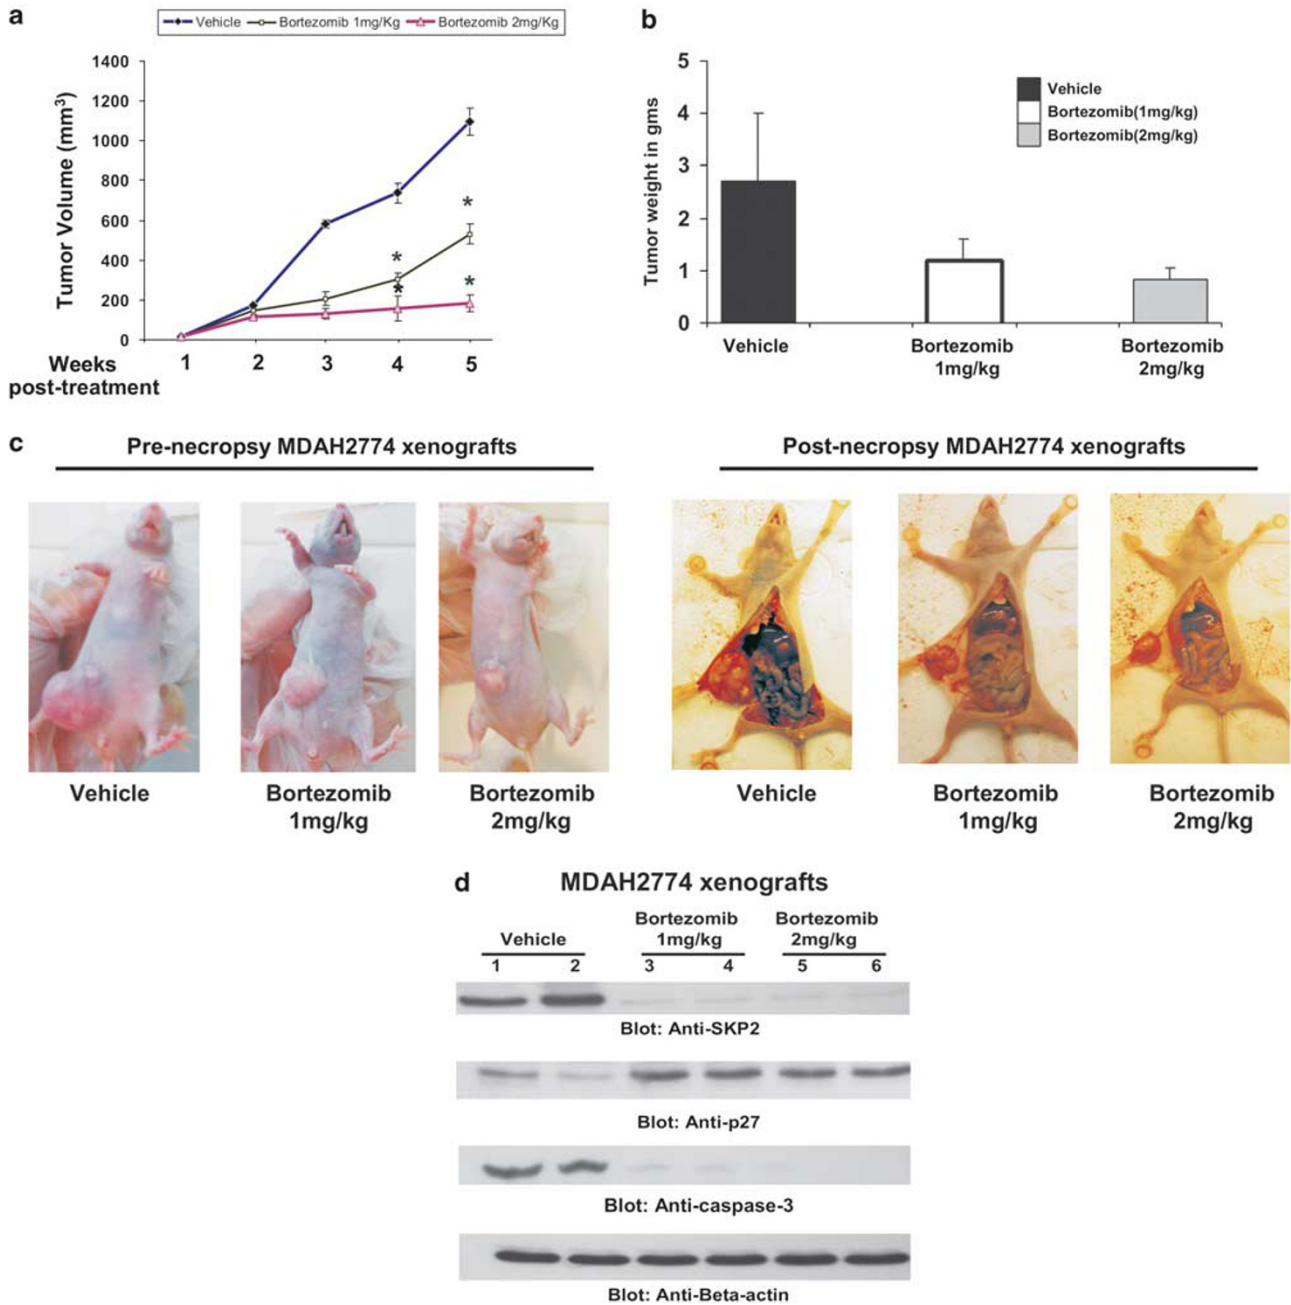 a
Vehicle Bortezomib 1mg/Kg Bortezomib 2mg/Kg
1400
1200
1000
800
600
400
200
0
Tumor Volume (mm³)
* * * *
Weeks post-treatment
1 2 3 4 5
b
5
4
3
2
1
0
Tumor weight in gms
Vehicle
Bortezomib(1mg/kg)
Bortezomib(2mg/kg)
Vehicle
Bortezomib
1mg/kg
Bortezomib
2mg/kg
c
Pre-necropsy MDAH2774 xenografts
Vehicle
Bortezomib
1mg/kg
Bortezomib
2mg/kg
Post-necropsy MDAH2774 xenografts
Vehicle
Bortezomib
1mg/kg
Bortezomib
2mg/kg
d
MDAH2774 xenografts
Vehicle
Bortezomib
1mg/kg
Bortezomib
2mg/kg
1 2 3 4 5 6
Blot: Anti-SKP2
Blot: Anti-p27
Blot: Anti-caspase-3
Blot: Anti-Beta-actin